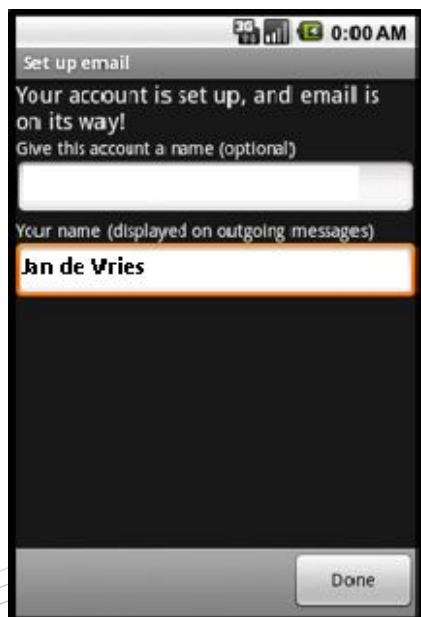 3G
0:00 AM
Set up email
Your account is set up, and email is
on its way!
Give this account a name (optional)
Your name (displayed on outgoing messages)
Jan de Vries
Done